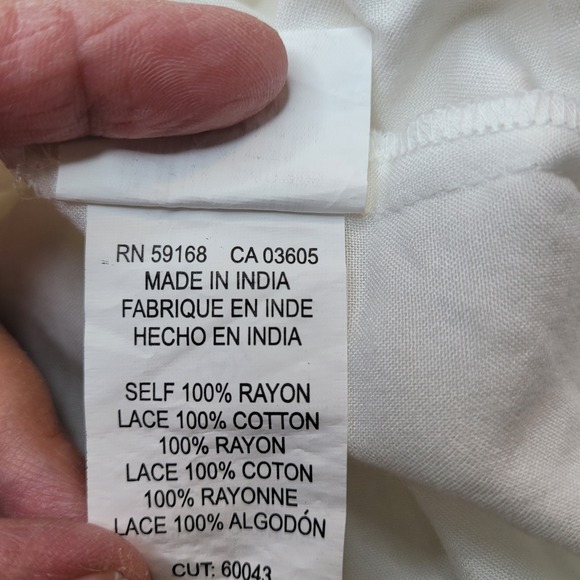 RN 59168 CA 03605
MADE IN INDIA
FABRIQUE EN INDE
HECHO EN INDIA
SELF 100% RAYON
LACE 100% COTTON
100% RAYON
LACE 100% COTON
100% RAYONNE
LACE 100% ALGODÓN
CUT: 60043